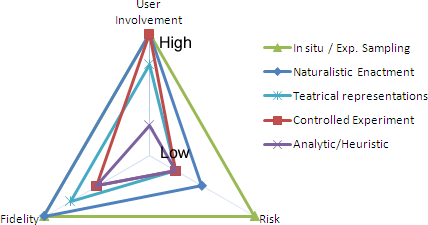 User
Involvement
High
In situ / Exp. Sampling
Naturalistic Enactment
Teatrical representations
Controlled Experiment
Analytic/Heuristic
Low
Fidelity
Risk